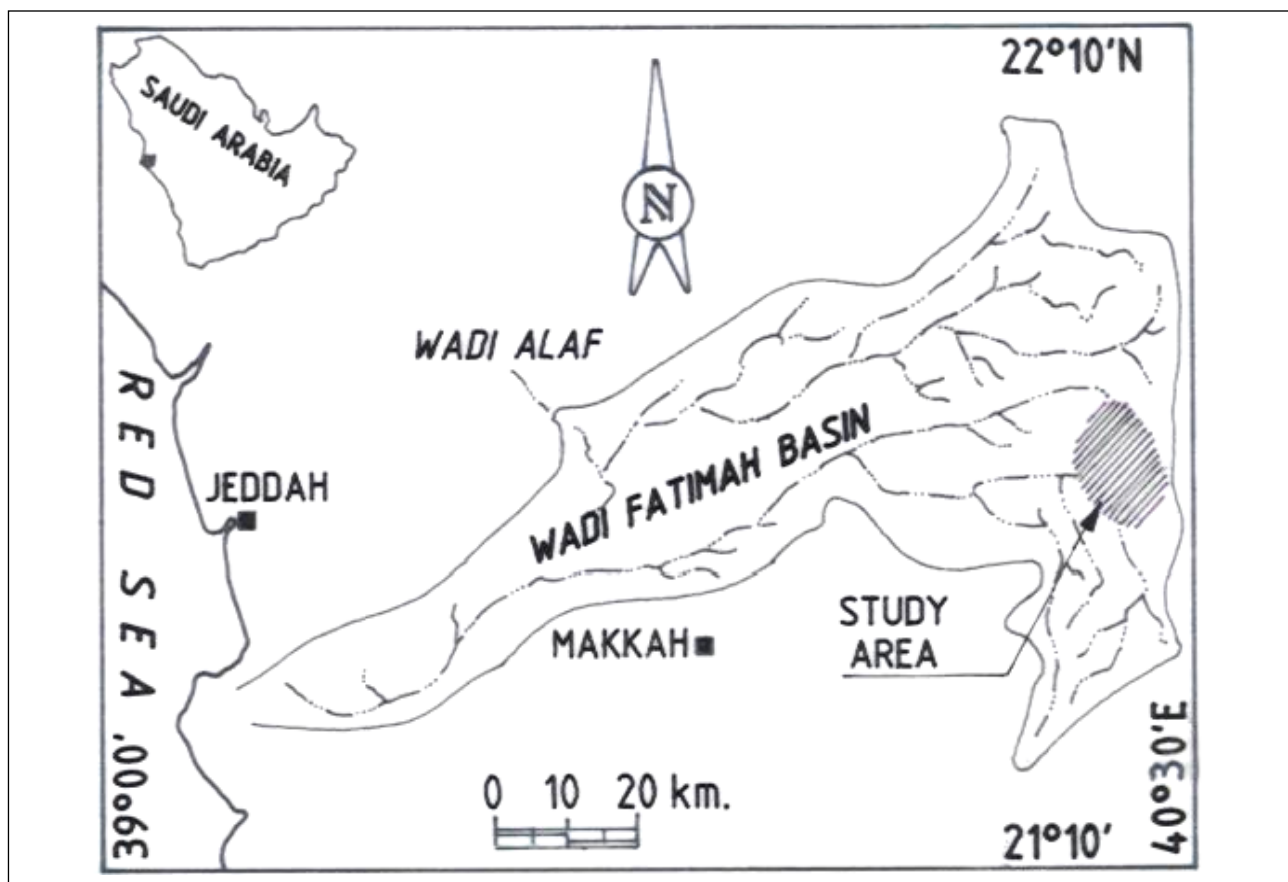 22°10'N
SAUDI ARABIA
N
WADI ALAF
RED SEA
JEDDAH
WADI FATIMAH BASIN
STUDY
AREA
MAKKAH
39°00'
40°30'E
0 10 20 km.
21°10'